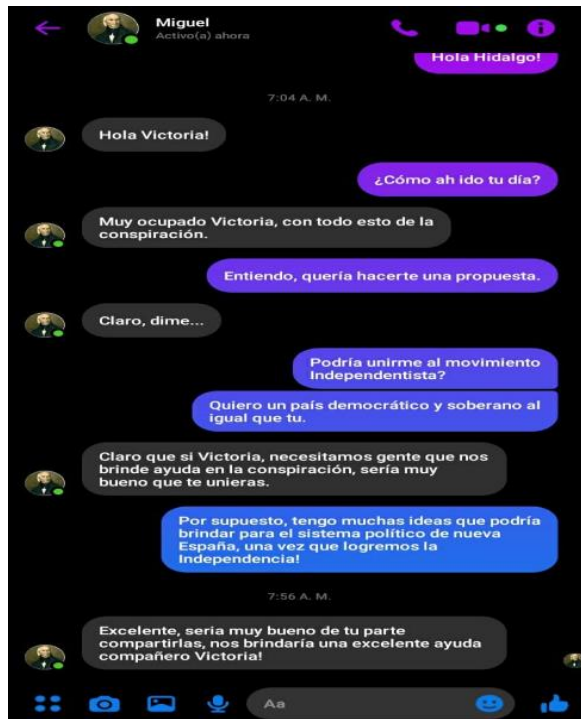 Miguel
Activo(a) ahora
Hola Hidalgo!
7:04 A. M.
Hola Victoria!
¿Cómo ah ido tu día?
Muy ocupado Victoria, con todo esto de la
conspiración.
Entiendo, quería hacerte una propuesta.
Claro, dime...
Podría unirme al movimiento
Independentista?
Quiero un país democrático y soberano al
igual que tu.
Claro que si Victoria, necesitamos gente que nos
brinde ayuda en la conspiración, sería muy
bueno que te unieras.
Por supuesto, tengo muchas ideas que podría
brindar para el sistema político de nueva
España, una vez que logremos la
Independencia!
7:56 A. M.
Excelente, seria muy bueno de tu parte
compartirlas, nos brindaría una excelente ayuda
compañero Victoria!
Aa